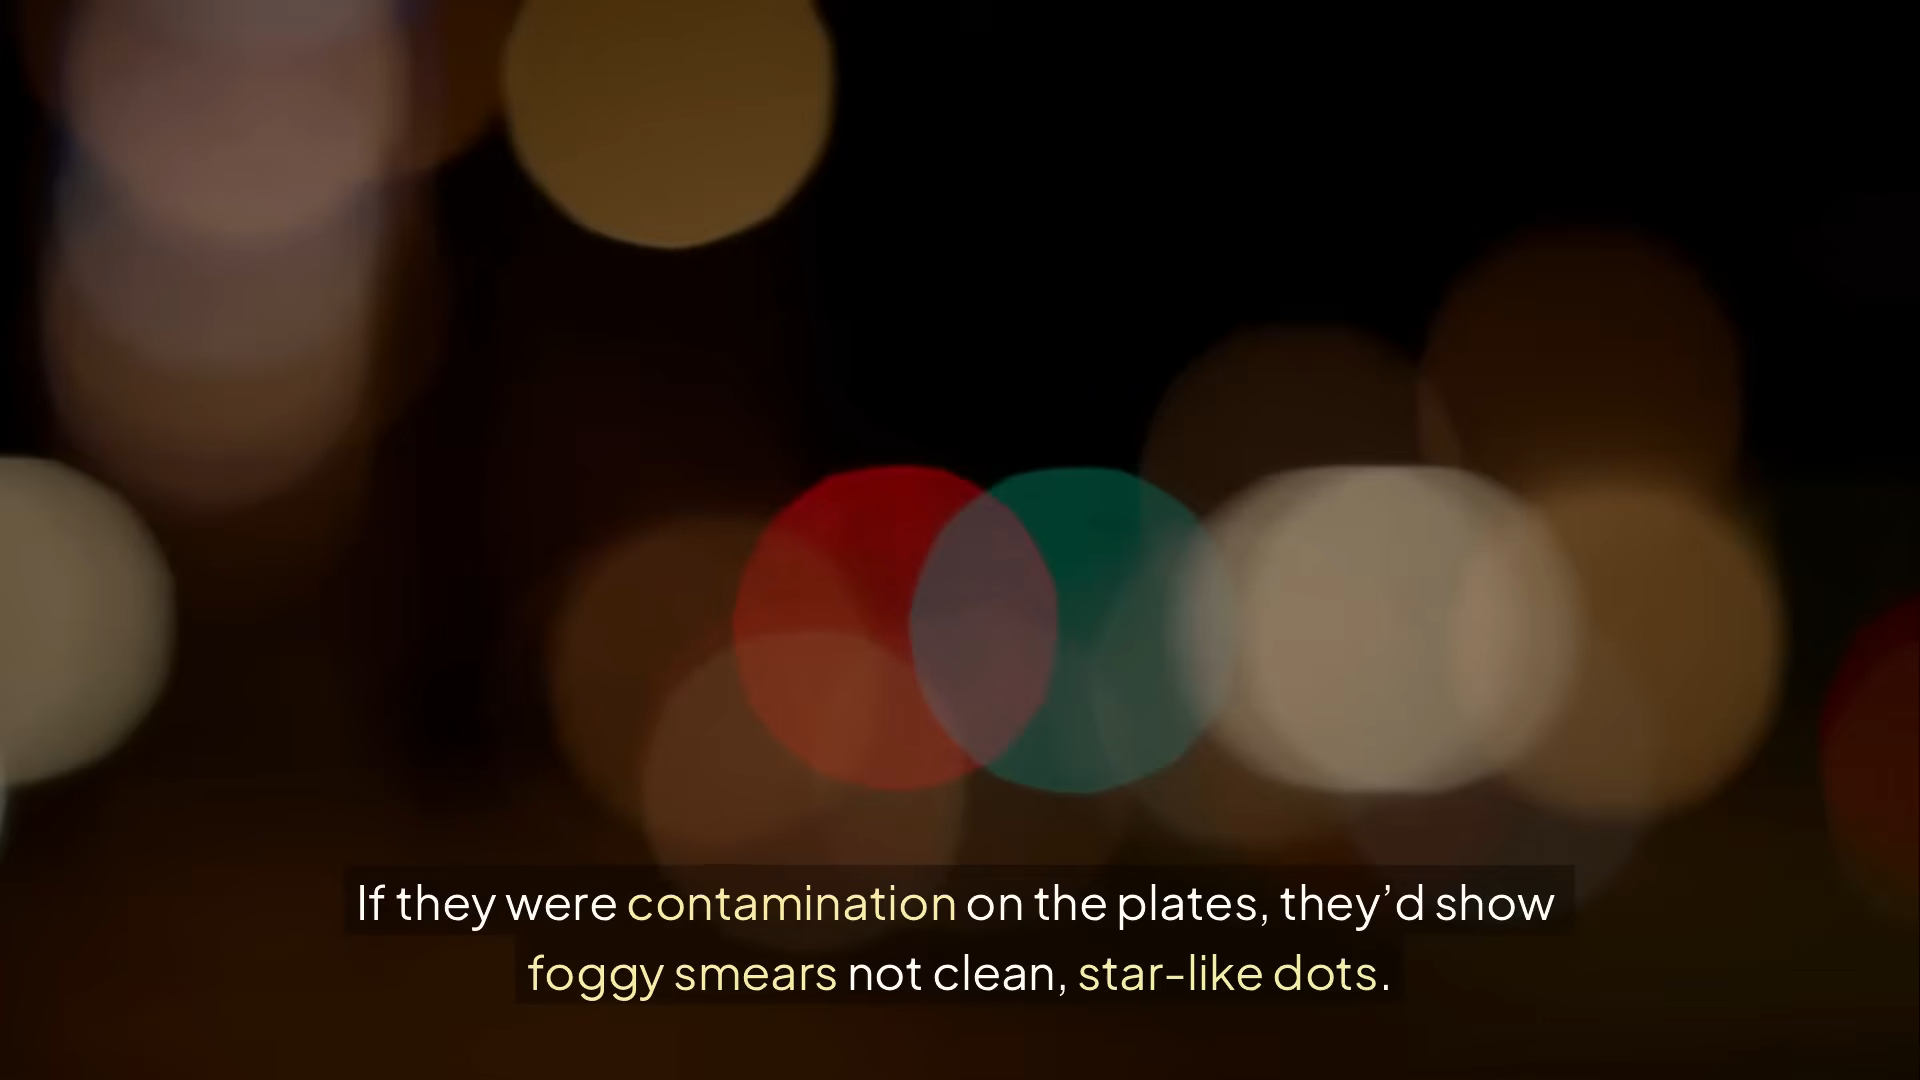 If they were contamination on the plates, they’d show
foggy smears not clean, star-like dots.